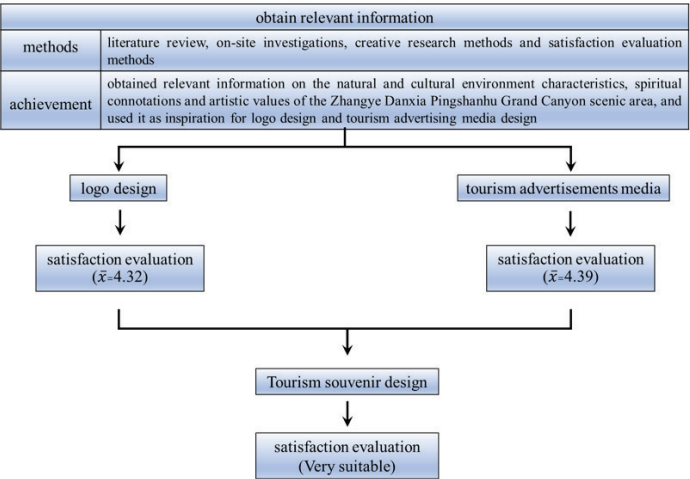 obtain relevant information
methods
literature review, on-site investigations, creative research methods and satisfaction evaluation
methods
achievement
obtained relevant information on the natural and cultural environment characteristics, spiritual
connotations and artistic values of the Zhangye Danxia Pingshanhu Grand Canyon scenic area, and
used it as inspiration for logo design and tourism advertising media design
logo design
tourism advertisements media
satisfaction evaluation
(x̄=4.32)
satisfaction evaluation
(x̄=4.39)
Tourism souvenir design
satisfaction evaluation
(Very suitable)